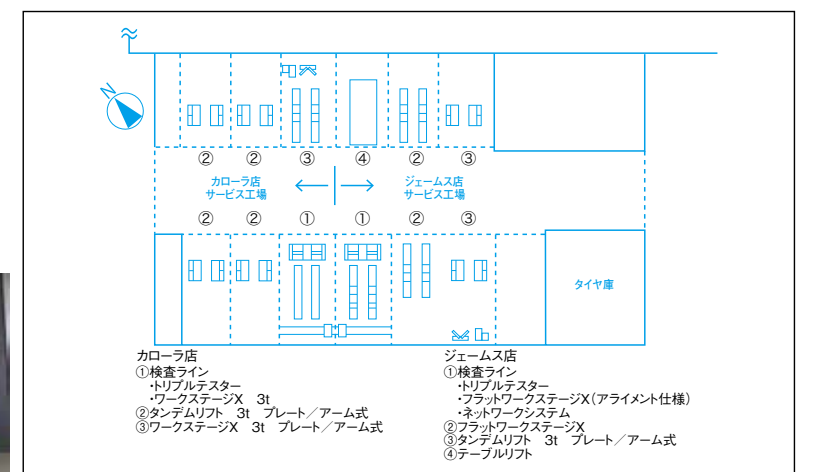 N
② ② ③ ④ ② ③
カローラ店
サービス工場
ジェームス店
サービス工場
② ② ① ① ② ③
タイヤ庫
カローラ店
①検査ライン
・トリプルテスター
・ワークステージX 3t
②タンデムリフト 3t プレート／アーム式
③ワークステージX 3t プレート／アーム式
ジェームス店
①検査ライン
・トリプルテスター
・フラットワークステージX（アライメント仕様）
・ネットワークシステム
②フラットワークステージX
③タンデムリフト 3t プレート／アーム式
④テーブルリフト